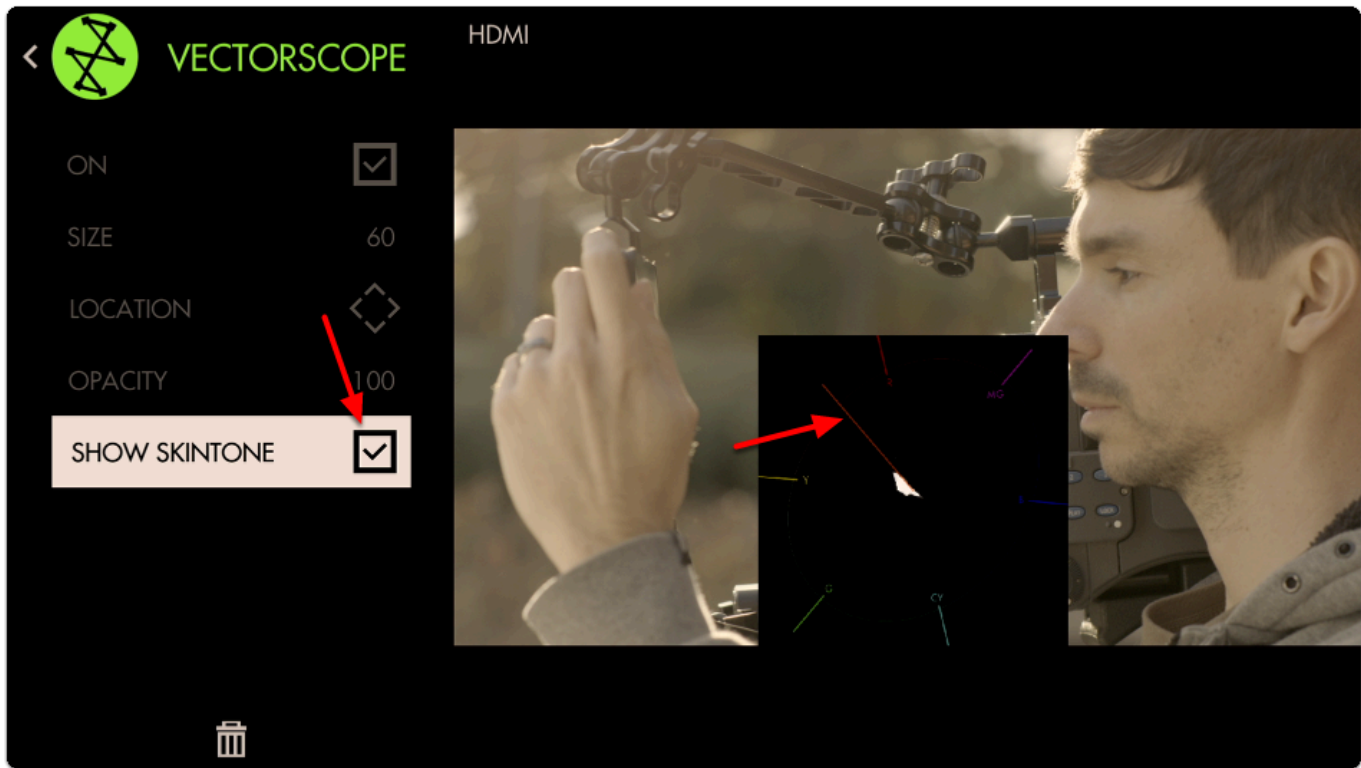 VECTORSCOPE
HDMI
ON
SIZE 60
LOCATION
OPACITY 100
SHOW SKINTONE
MG
Y
G
CY